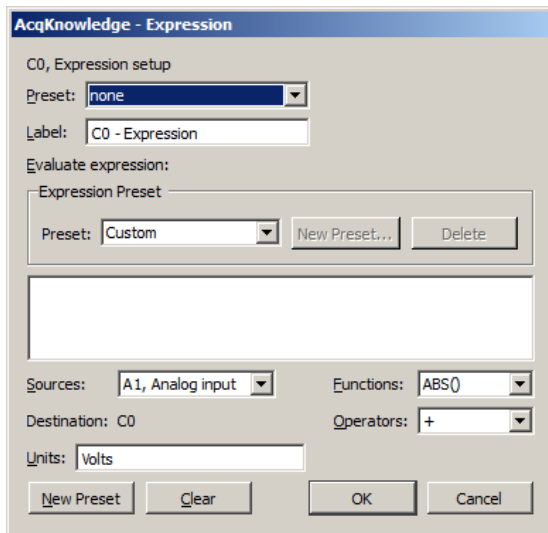 AcqKnowledge - Expression
C0, Expression setup
Preset: none
Label: C0 - Expression
Evaluate expression:
Expression Preset
Preset: Custom New Preset... Delete
Sources: A1, Analog input Functions: ABS()
Destination: C0 Operators: +
Units: Volts
New Preset Clear OK Cancel